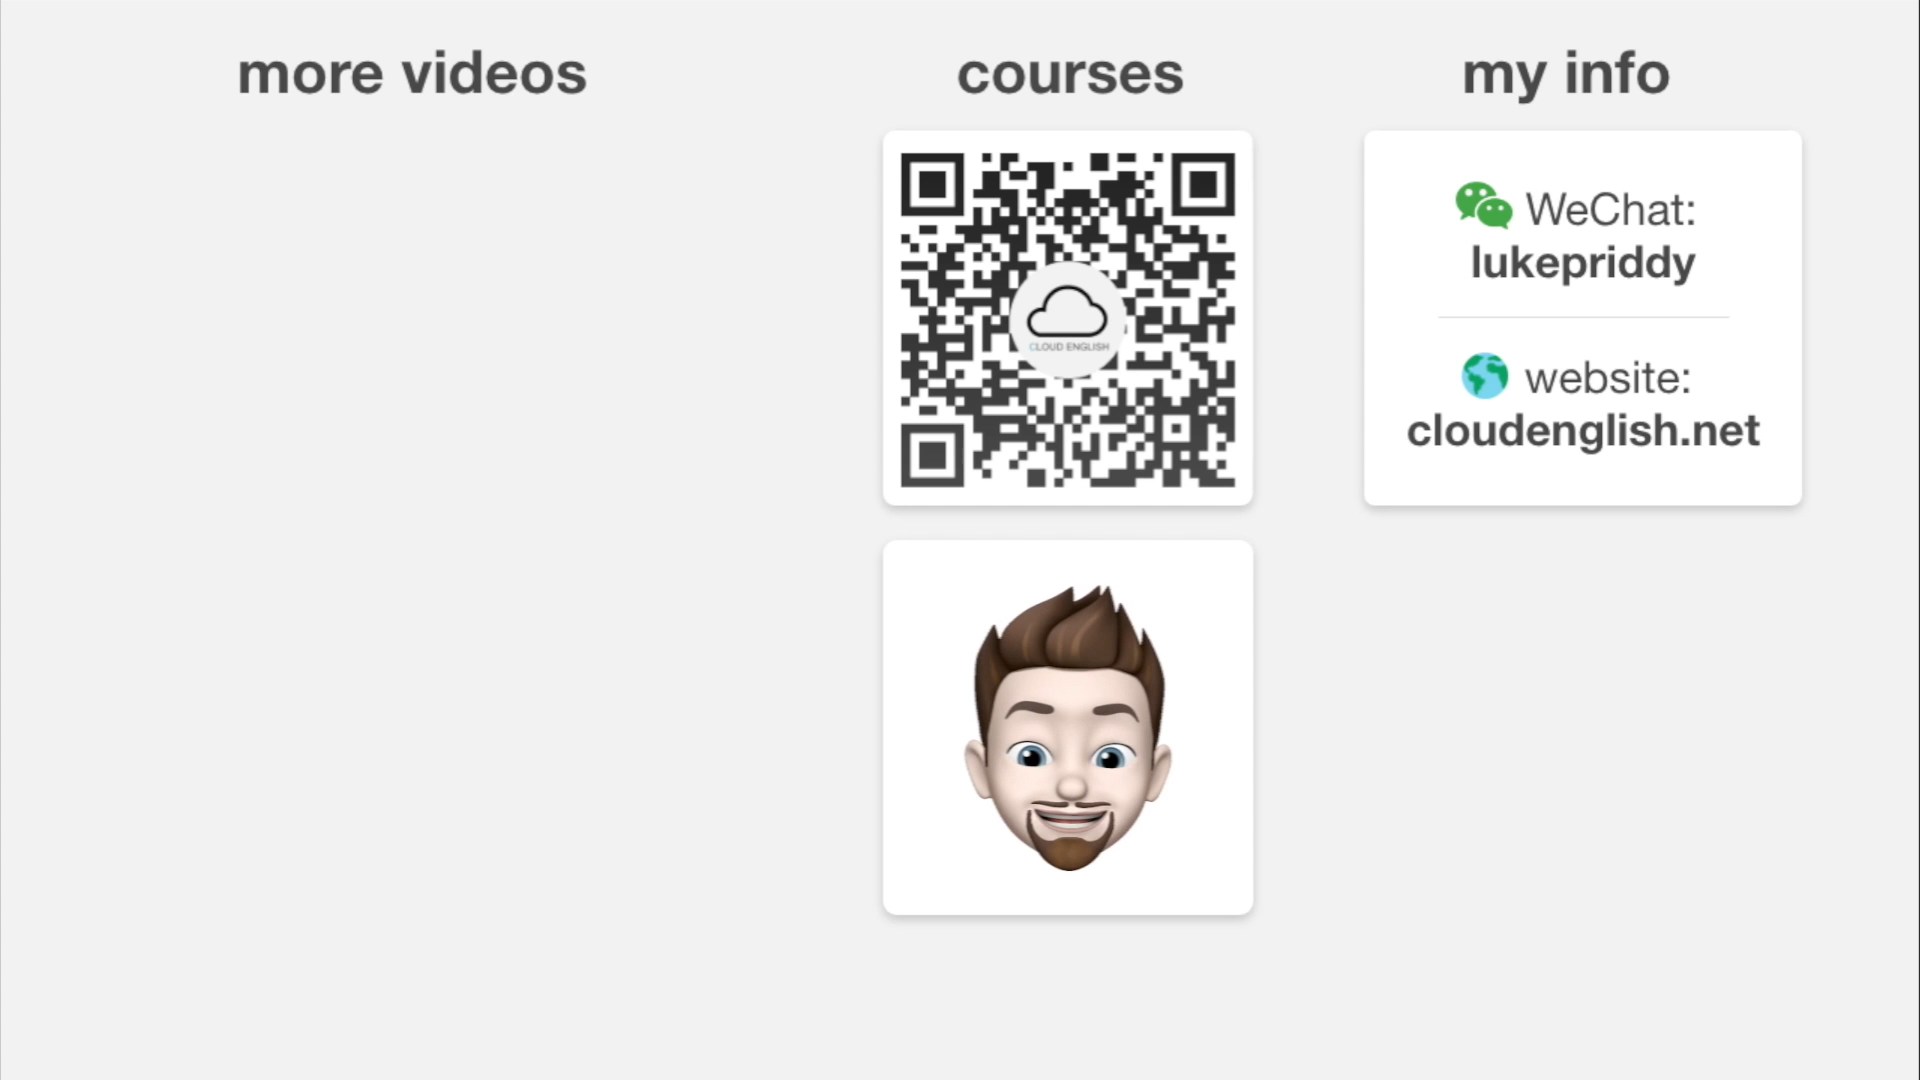 more videos
courses
CLOUD ENGLISH
my info
WeChat:
lukepriddy
website:
cloudenglish.net